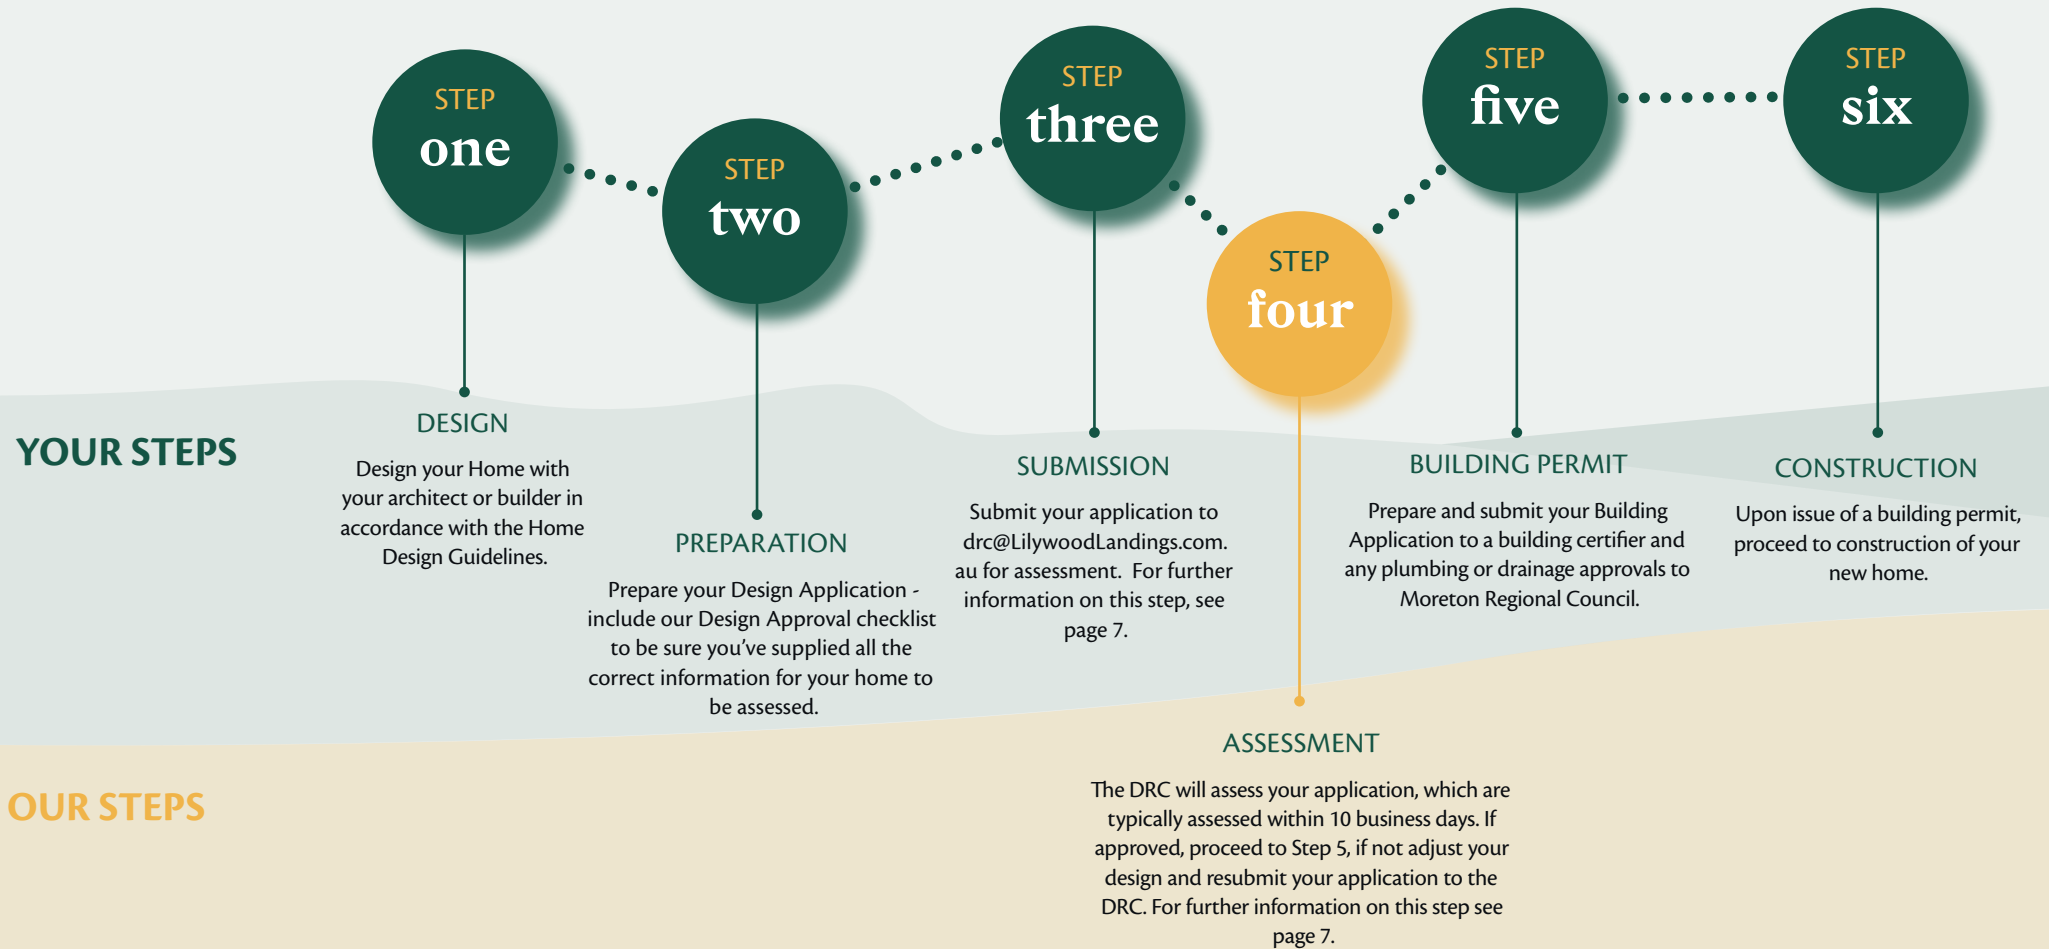 STEP
one
STEP
two
STEP
three
STEP
four
STEP
five
STEP
six
YOUR STEPS
DESIGN
Design your Home with
your architect or builder in
accordance with the Home
Design Guidelines.
PREPARATION
Prepare your Design Application -
include our Design Approval checklist
to be sure you've supplied all the
correct information for your home to
be assessed.
SUBMISSION
Submit your application to
drc@LilywoodLandings.com.
au for assessment.  For further
information on this step, see
page 7.
BUILDING PERMIT
Prepare and submit your Building
Application to a building certifier and
any plumbing or drainage approvals to
Moreton Regional Council.
CONSTRUCTION
Upon issue of a building permit,
proceed to construction of your
new home.
OUR STEPS
ASSESSMENT
The DRC will assess your application, which are
typically assessed within 10 business days. If
approved, proceed to Step 5, if not adjust your
design and resubmit your application to the
DRC. For further information on this step see
page 7.